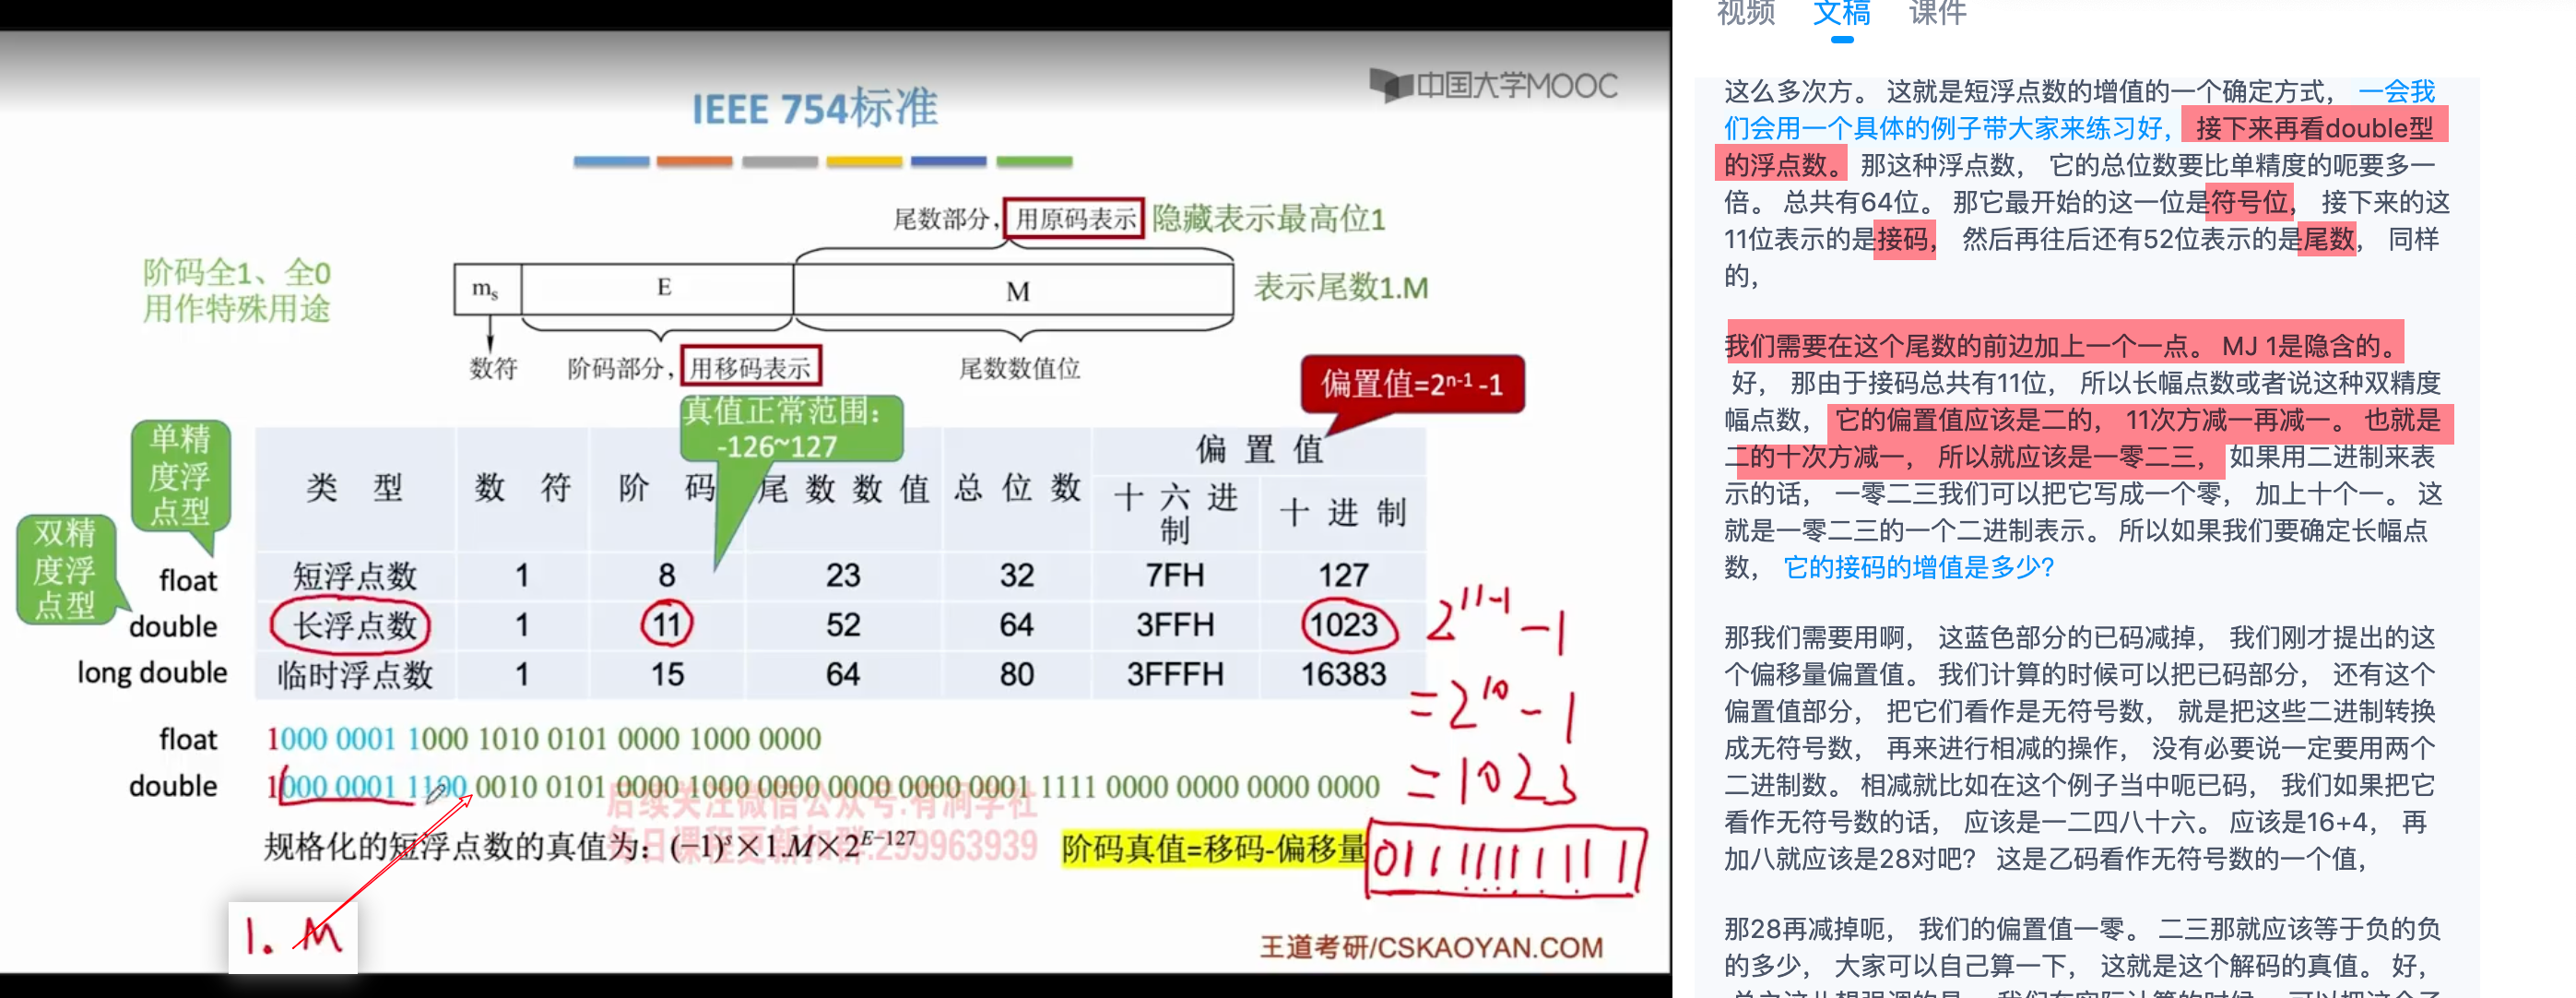 中国大学MOOC
IEEE 754标准
尾数部分，用原码表示 隐藏表示最高位1
阶码全1、全0
用作特殊用途
ms E M
表示尾数1.M
数符 阶码部分，用移码表示 尾数数值位
偏置值=2n-1 -1
真值正常范围：
-126~127
单精
度浮
点型
双精
度浮
点型
类 型 数 符 阶 码 尾 数 数 值 总 位 数 偏 置 值
十 六 进
制
十 进 制
float 短浮点数 1 8 23 32 7FH 127
double 长浮点数 1 11 52 64 3FFH 1023
long double 临时浮点数 1 15 64 80 3FFFH 16383
2 11-1 -1
=2 10 -1
=1023
float 1000 0001 1000 1010 0101 0000 1000 0000
double 1000 0001 1100 0010 0101 0000 1000 0000 0000 0000 0001 1111 0000 0000 0000 0000
后续关注微信公众号:有涧学社
每日课程更新扣群:299963939
规格化的短浮点数的真值为：(−1)s×1.M×2E−127
阶码真值=移码-偏移量
01111111111
1. M
王道考研/CSKAOYAN.COM
视频 文稿 课件
这么多次方。 这就是短浮点数的增值的一个确定方式， 一会我
们会用一个具体的例子带大家来练习好， 接下来再看double型
的浮点数。 那这种浮点数， 它的总位数要比单精度的呃要多一
倍。 总共有64位。 那它最开始的这一位是符号位， 接下来的这
11位表示的是接码， 然后再往后还有52位表示的是尾数， 同样
的，
我们需要在这个尾数的前边加上一个一点。 MJ 1是隐含的。
好， 那由于接码总共有11位， 所以长幅点数或者说这种双精度
幅点数， 它的偏置值应该是二的， 11次方减一再减一。 也就是
二的十次方减一， 所以就应该是一零二三， 如果用二进制来表
示的话， 一零二三我们可以把它写成一个零， 加上十个一。 这
就是一零二三的一个二进制表示。 所以如果我们要确定长幅点
数， 它的接码的增值是多少?
那我们需要用啊， 这蓝色部分的已码减掉， 我们刚才提出的这
个偏移量偏置值。 我们计算的时候可以把已码部分， 还有这个
偏置值部分， 把它们看作是无符号数， 就是把这些二进制转换
成无符号数， 再来进行相减的操作， 没有必要说一定要用两个
二进制数。 相减就比如在这个例子当中呃已码， 我们如果把它
看作无符号数的话， 应该是一二四八十六。 应该是16+4， 再
加八就应该是28对吧? 这是乙码看作无符号数的一个值，
那28再减掉呃， 我们的偏置值一零。 二三那就应该等于负的负
的多少， 大家可以自己算一下， 这就是这个解码的真值。 好，